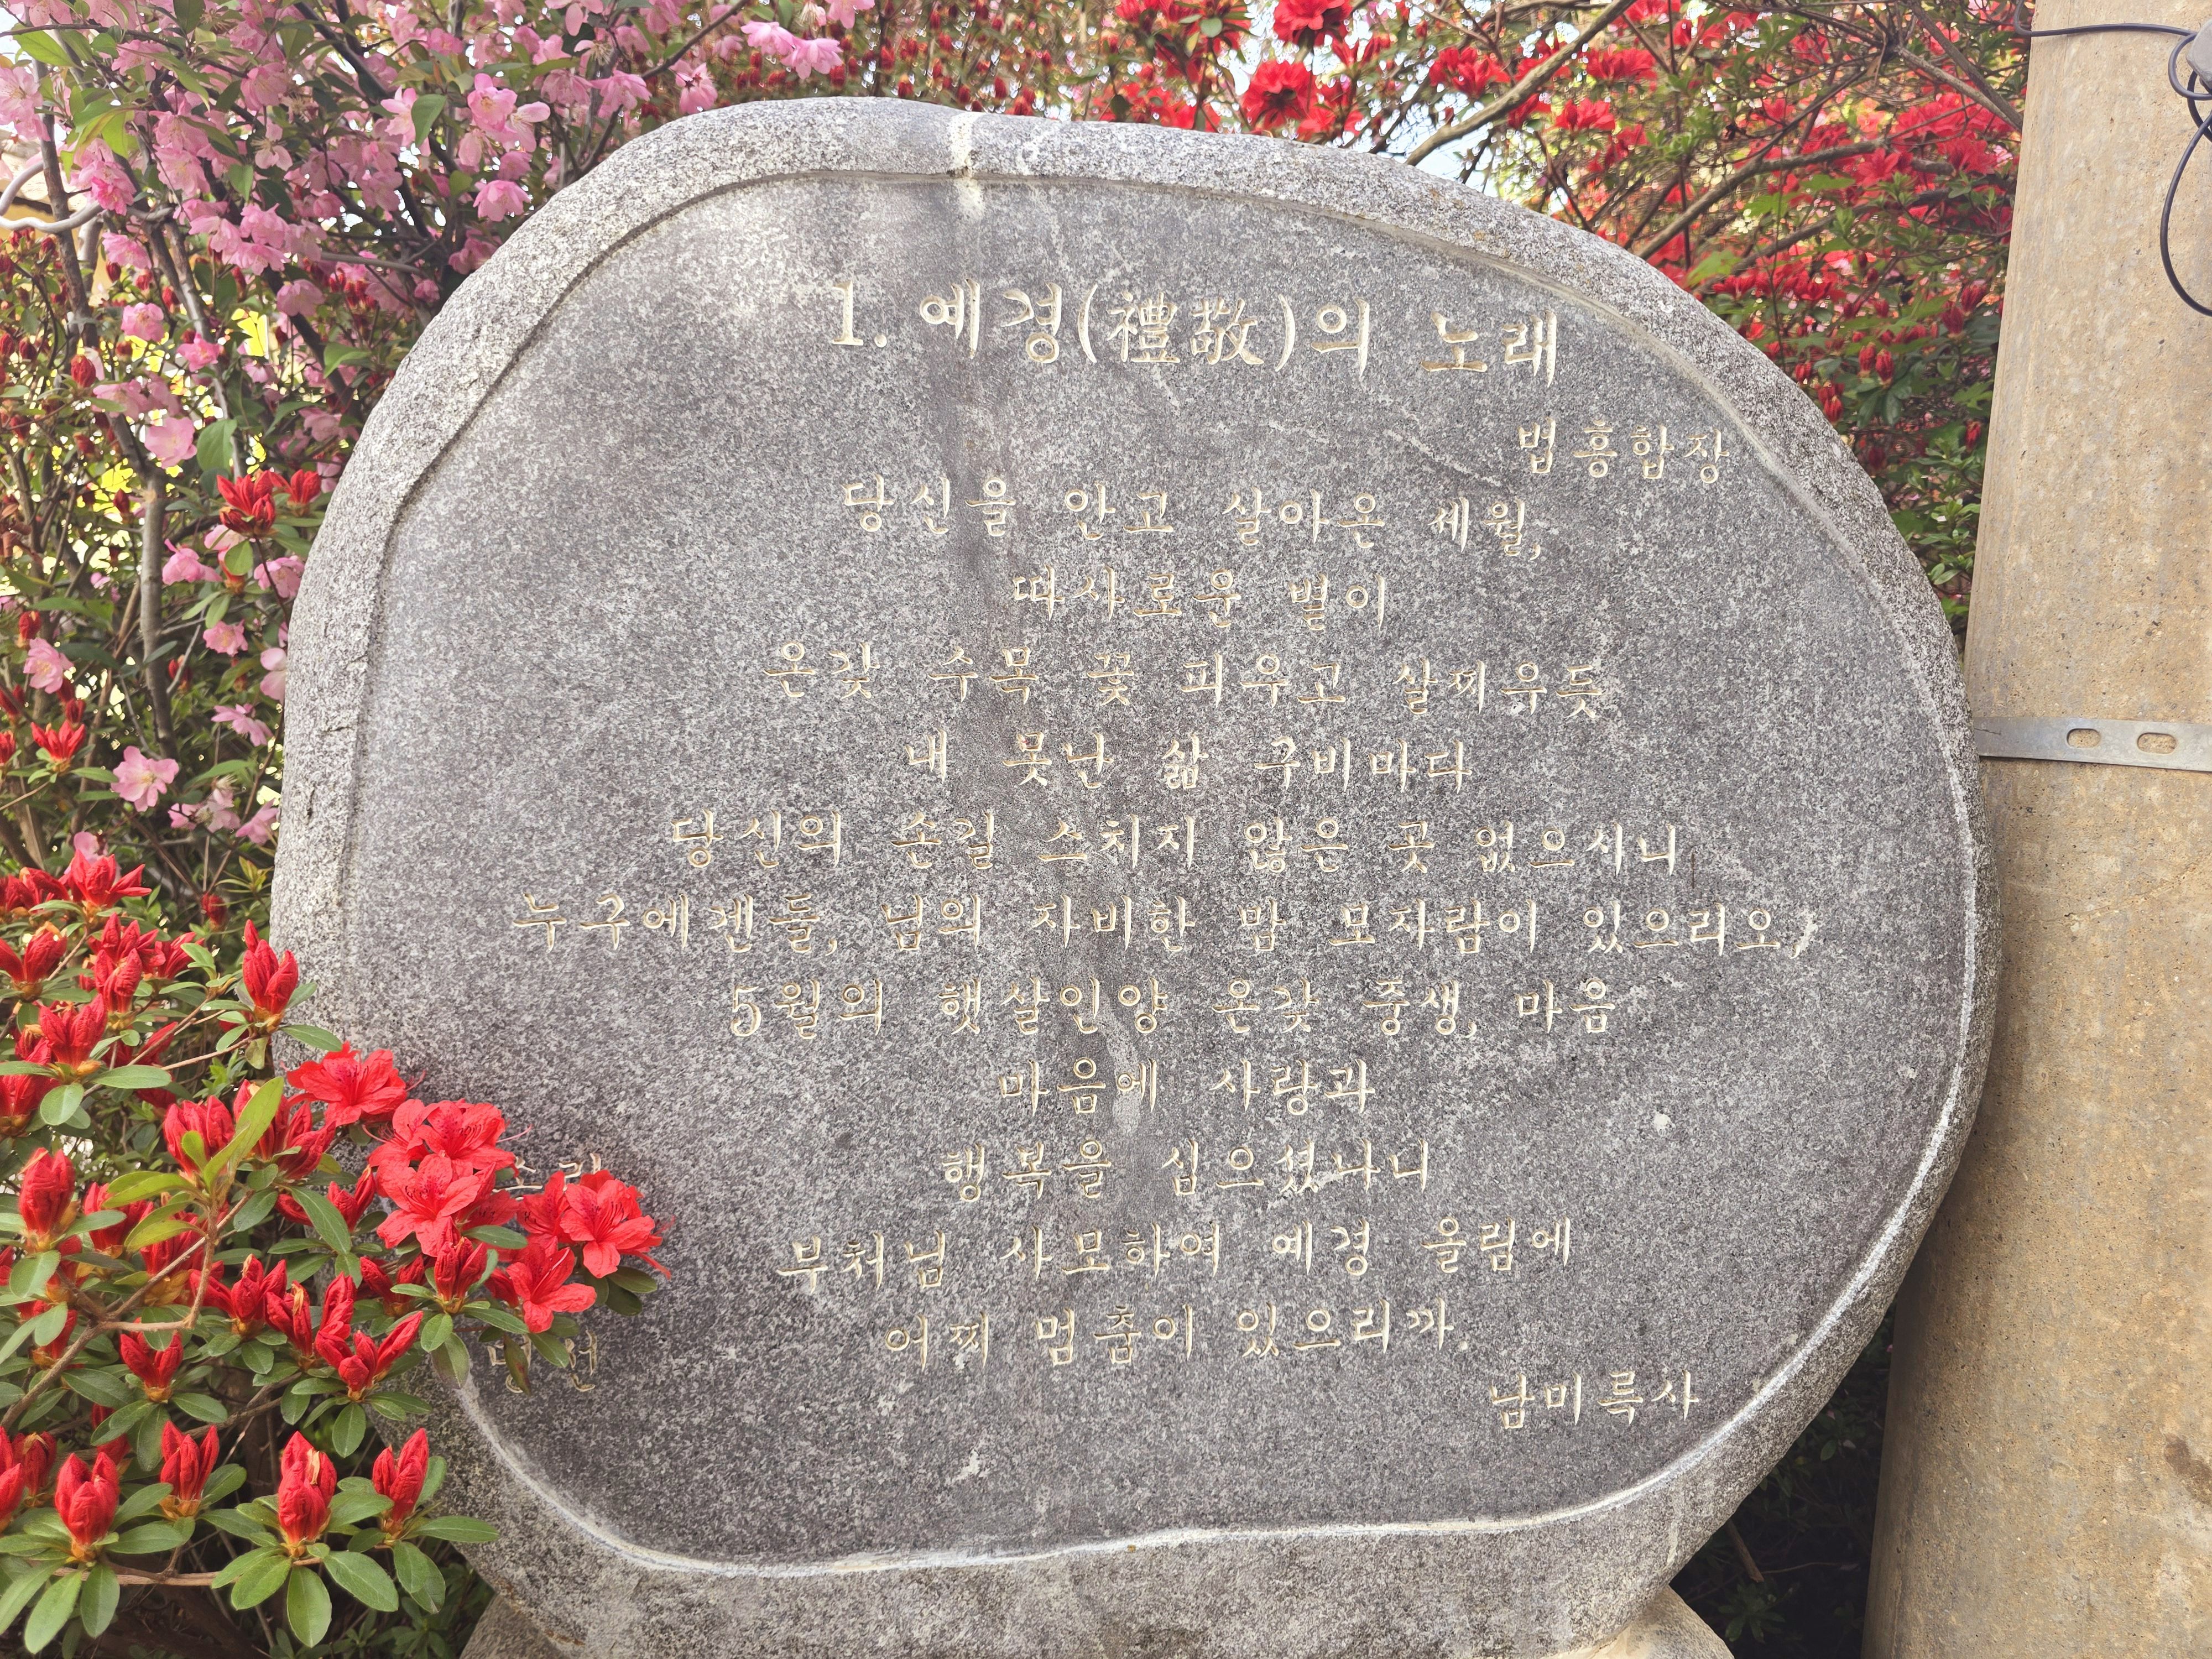 1. 예경(禮敬)의 노래
법흥합장
당신을 안고 살아온 세월,
따사로운 볕이
온갖 수목 꽃 피우고 살찌우듯
내 못난 삶 구비마다
당신의 손길 스치지 않은 곳 없으시니
누구에겐들, 님의 자비한 맘 모자람이 있으리오,
5월의 햇살인양 온갖 중생, 마음
마음에 사랑과
행복을 심으셨나니
부처님 사모하여 예경 올림에
어찌 멈춤이 있으리까.
남미륵사